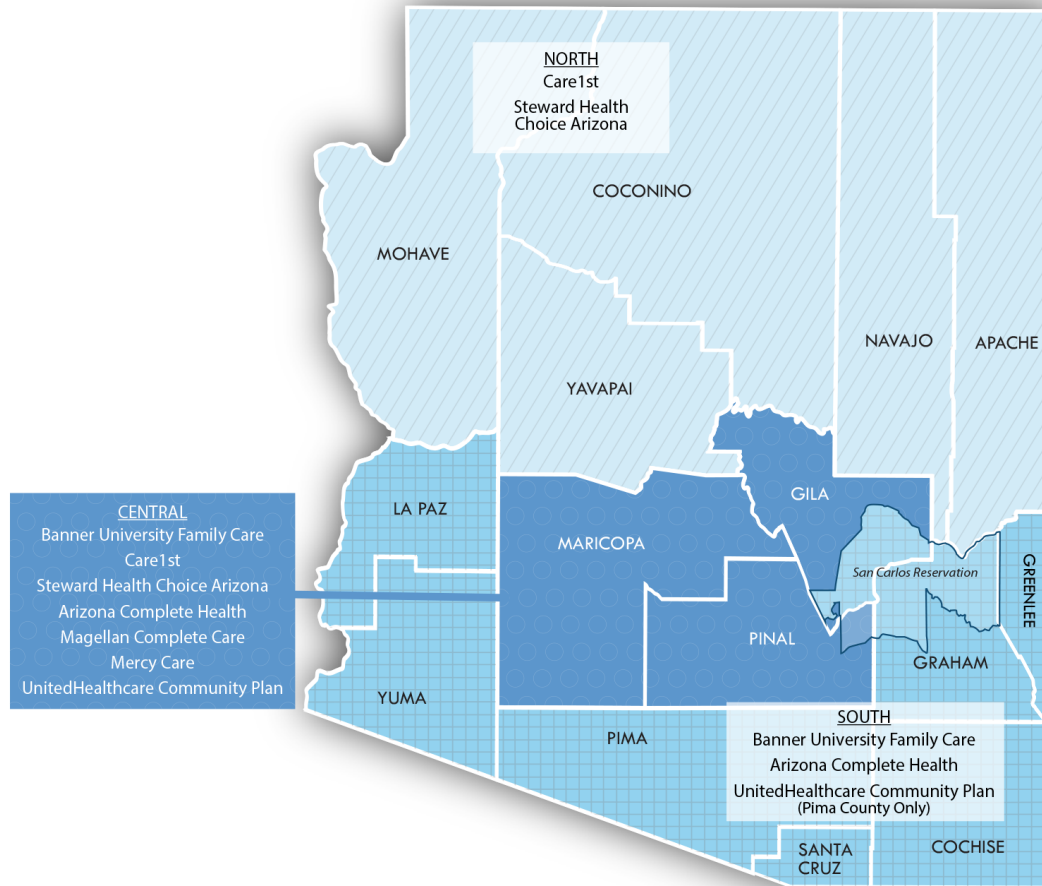 NORTH
Care1st
Steward Health
Choice Arizona
COCONINO
MOHAVE
NAVAJO
APACHE
YAVAPAI
GILA
LA PAZ
MARICOPA
CENTRAL
Banner University Family Care
Care1st
Steward Health Choice Arizona
Arizona Complete Health
Magellan Complete Care
Mercy Care
UnitedHealthcare Community Plan
San Carlos Reservation
GREENLEE
PINAL
GRAHAM
YUMA
PIMA
SOUTH
Banner University Family Care
Arizona Complete Health
UnitedHealthcare Community Plan
(Pima County Only)
SANTA
CRUZ
COCHISE